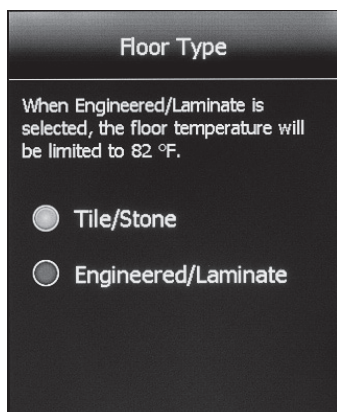 Floor Type
When Engineered/Laminate is
selected, the floor temperature will
be limited to 82 °F.
Tile/Stone
Engineered/Laminate